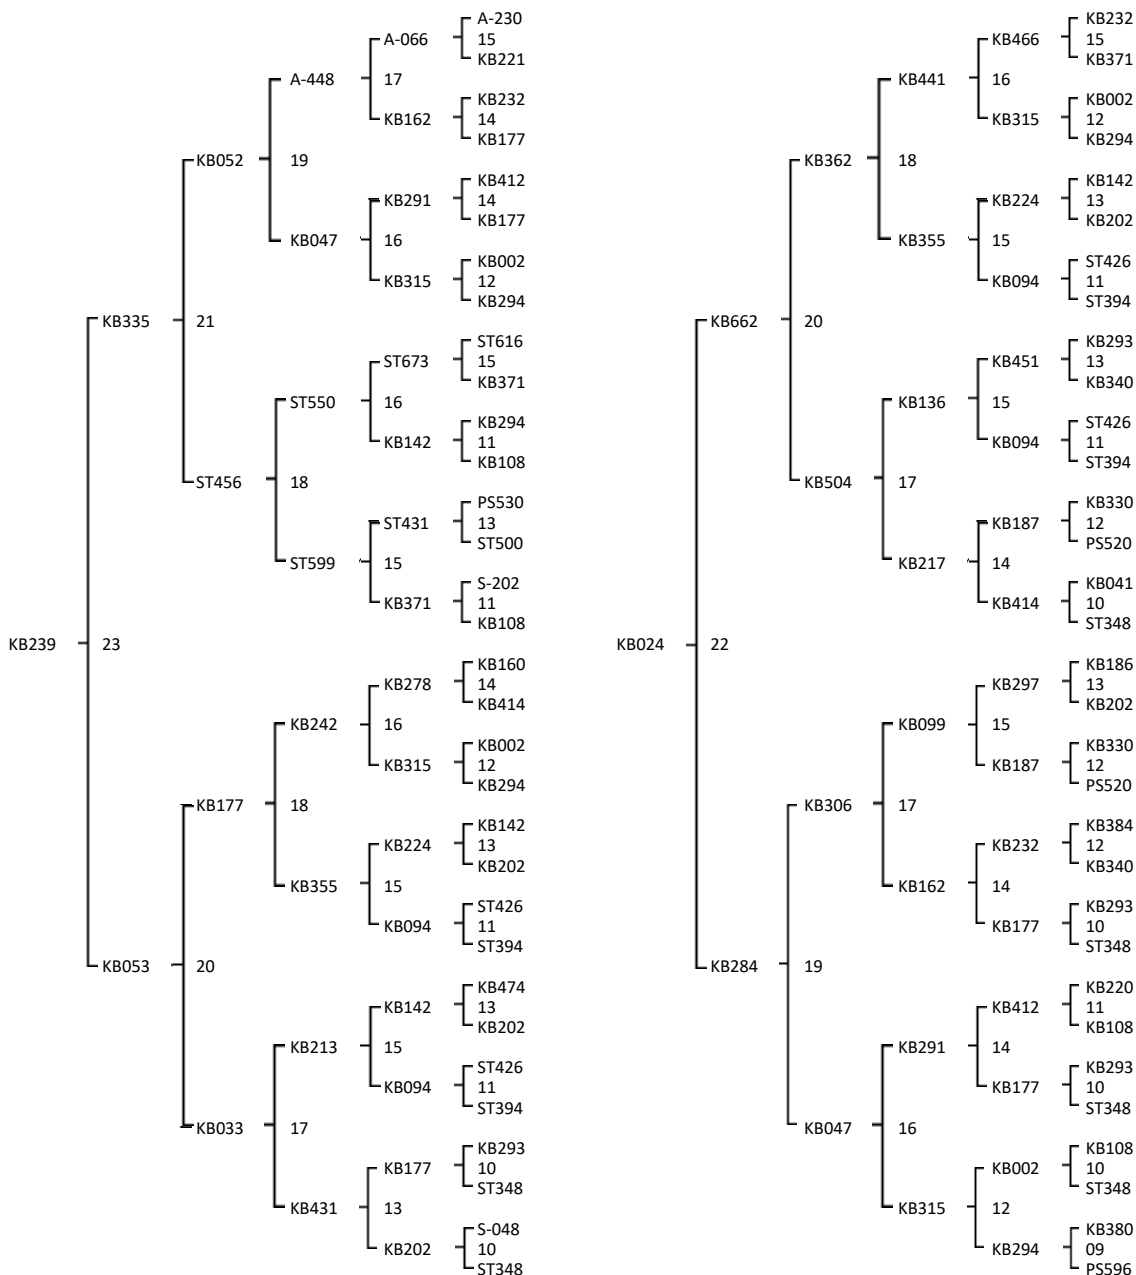 A-230
A-066 15
KB221
A-448 17
KB232
KB162 14
KB177
KB052 19
KB412
KB291 14
KB177
KB047 16
KB002
KB315 12
KB294
KB335 21
ST616
ST673 15
KB371
ST550 16
KB294
KB142 11
KB108
ST456 18
PS530
ST431 13
ST500
ST599 15
S-202
KB371 11
KB108
KB239 23
KB160
KB278 14
KB414
KB242 16
KB002
KB315 12
KB294
KB177 18
KB142
KB224 13
KB202
KB355 15
ST426
KB094 11
ST394
KB053 20
KB474
KB142 13
KB202
KB213 15
ST426
KB094 11
ST394
KB033 17
KB293
KB177 10
ST348
KB431 13
S-048
KB202 10
ST348
KB232
KB466 15
KB371
KB441 16
KB002
KB315 12
KB294
KB362 18
KB142
KB224 13
KB202
KB355 15
ST426
KB094 11
ST394
KB662 20
KB293
KB451 13
KB340
KB136 15
ST426
KB094 11
ST394
KB504 17
KB330
KB187 12
PS520
KB217 14
KB041
KB414 10
ST348
KB024 22
KB186
KB297 13
KB202
KB099 15
KB330
KB187 12
PS520
KB306 17
KB384
KB232 12
KB340
KB162 14
KB293
KB177 10
ST348
KB284 19
KB220
KB412 11
KB108
KB291 14
KB293
KB177 10
ST348
KB047 16
KB108
KB002 10
ST348
KB315 12
KB380
KB294 09
PS596